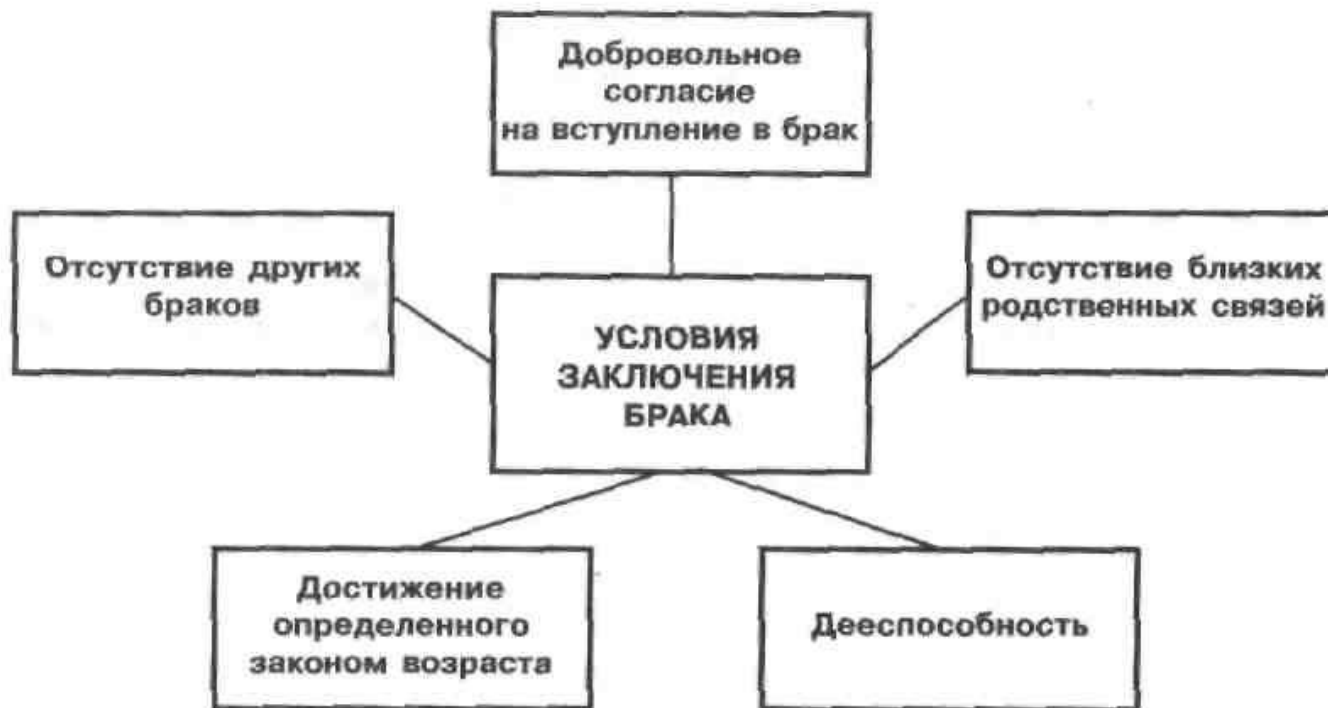 Добровольное
согласие
на вступление в брак
Отсутствие других
браков
Отсутствие близких
родственных связей
УСЛОВИЯ
ЗАКЛЮЧЕНИЯ
БРАКА
Достижение
определенного
законом возраста
Дееспособность